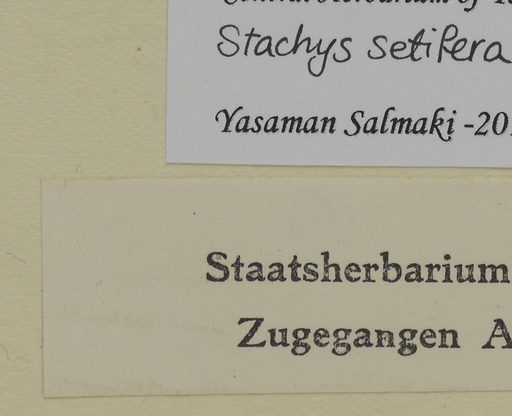 Stachys setifera
Yasaman Salmaki -20
Staatsherbarium
Zugegangen A